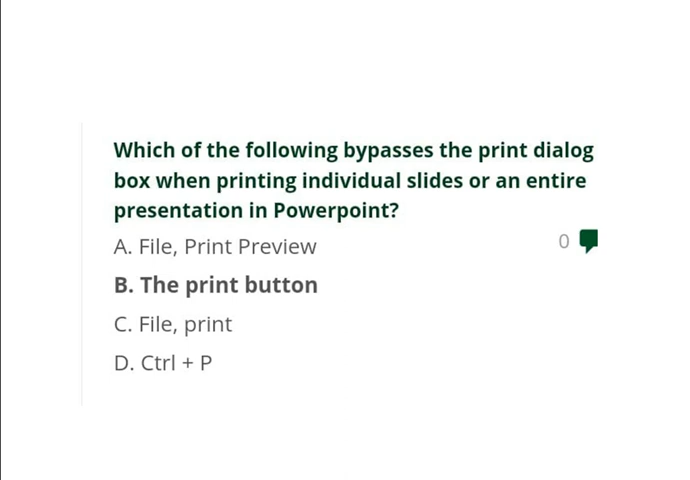 Which of the following bypasses the print dialog
box when printing individual slides or an entire
presentation in Powerpoint?
A. File, Print Preview
0
B. The print button
C. File, print
D. Ctrl + P